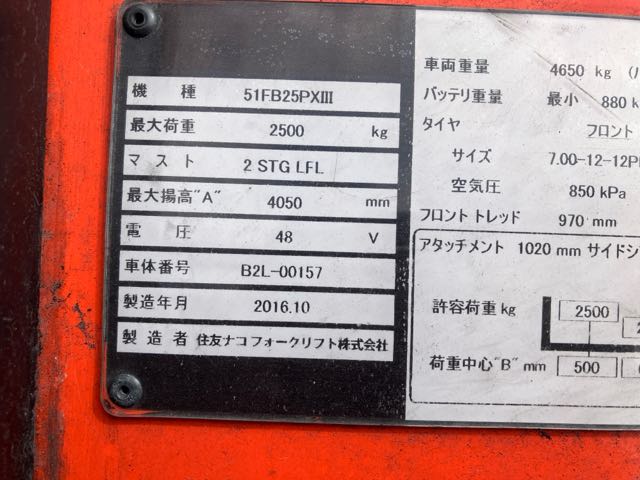 機種 51FB25PXⅢ
最大荷重 2500 kg
マスト 2 STG LFL
最大揚高"A" 4050 mm
電圧 48 V
車体番号 B2L-00157
製造年月 2016.10
製造者 住友ナコ フォークリフト株式会社
車両重量 4650 kg
バッテリ重量 最小 880
タイヤ フロント
サイズ 7.00-12-12P
空気圧 850 kPa
フロントトレッド 970 mm
アタッチメント 1020 mm サイドシ
許容荷重 kg 2500
荷重中心"B" mm 500